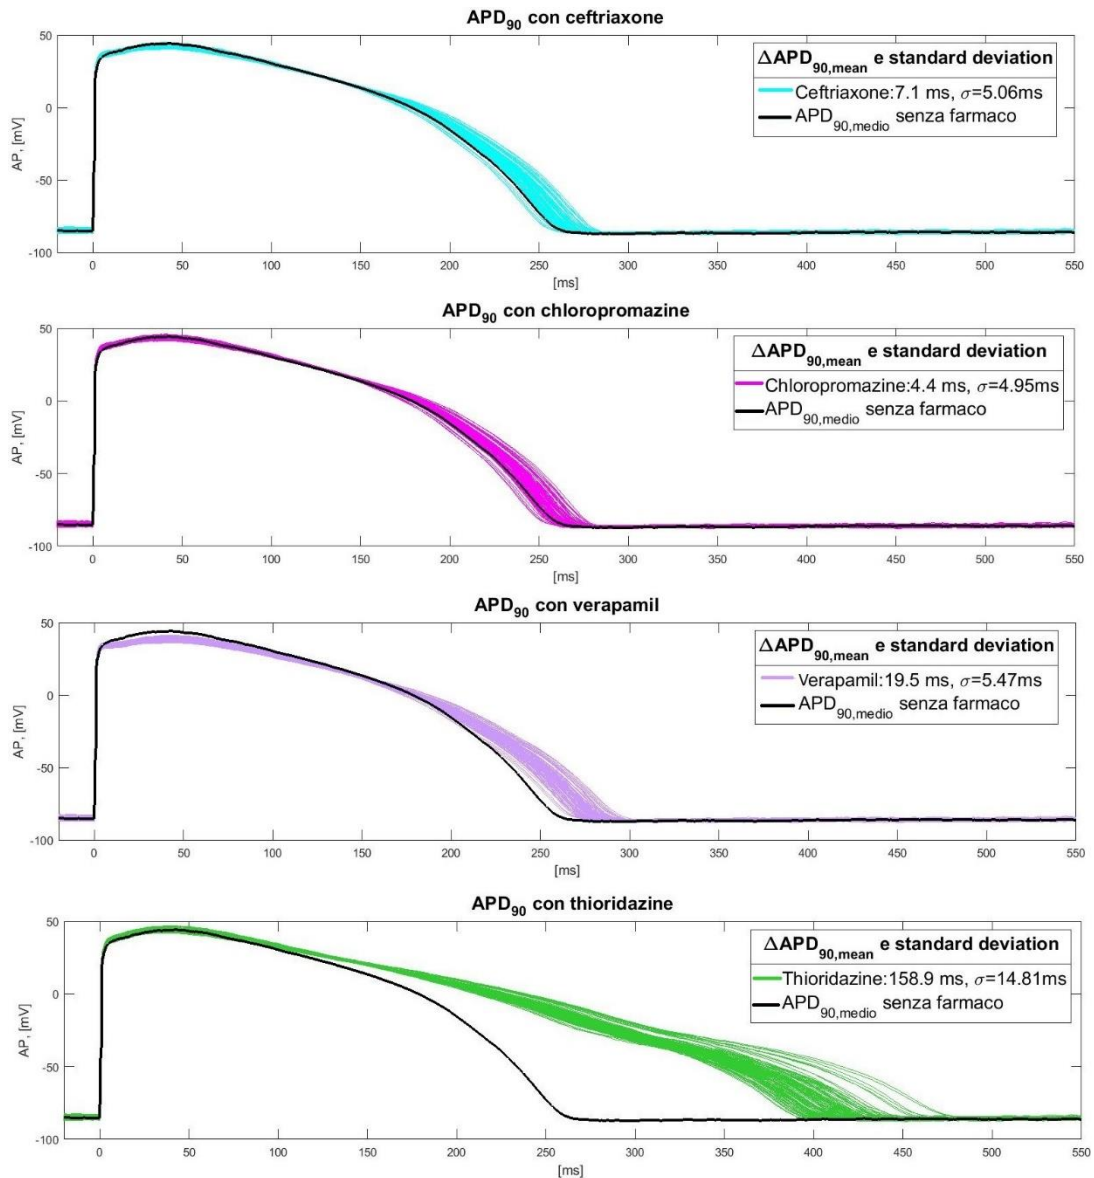 APD90 con ceftriaxone
ΔAPD90,mean e standard deviation
Ceftriaxone:7.1 ms, σ=5.06ms
APD90,medio senza farmaco
AP, [mV]
50
0
-50
-100
0 50 100 150 200 250 300 350 400 450 500 550
[ms]
APD90 con chloropromazine
ΔAPD90,mean e standard deviation
Chloropromazine:4.4 ms, σ=4.95ms
APD90,medio senza farmaco
AP, [mV]
50
0
-50
-100
0 50 100 150 200 250 300 350 400 450 500 550
[ms]
APD90 con verapamil
ΔAPD90,mean e standard deviation
Verapamil:19.5 ms, σ=5.47ms
APD90,medio senza farmaco
AP, [mV]
50
0
-50
-100
0 50 100 150 200 250 300 350 400 450 500 550
[ms]
APD90 con thioridazine
ΔAPD90,mean e standard deviation
Thioridazine:158.9 ms, σ=14.81ms
APD90,medio senza farmaco
AP, [mV]
50
0
-50
-100
0 50 100 150 200 250 300 350 400 450 500 550
[ms]